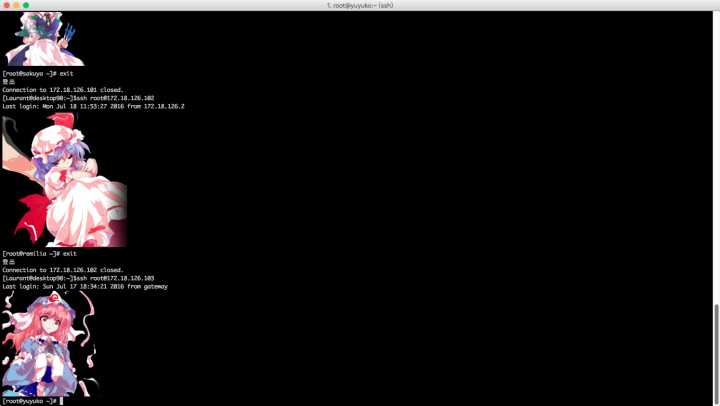 1. root@yuyuko:~ (ssh)
[root@sakuya ~]# exit
登出
Connection to 172.18.126.101 closed.
[Laurant@desktop90:~]$ssh root@172.18.126.102
Last login: Mon Jul 18 11:53:27 2016 from 172.18.126.2
[root@remilia ~]# exit
登出
Connection to 172.18.126.102 closed.
[Laurant@desktop90:~]$ssh root@172.18.126.103
Last login: Sun Jul 17 18:34:21 2016 from gateway
[root@yuyuko ~]#